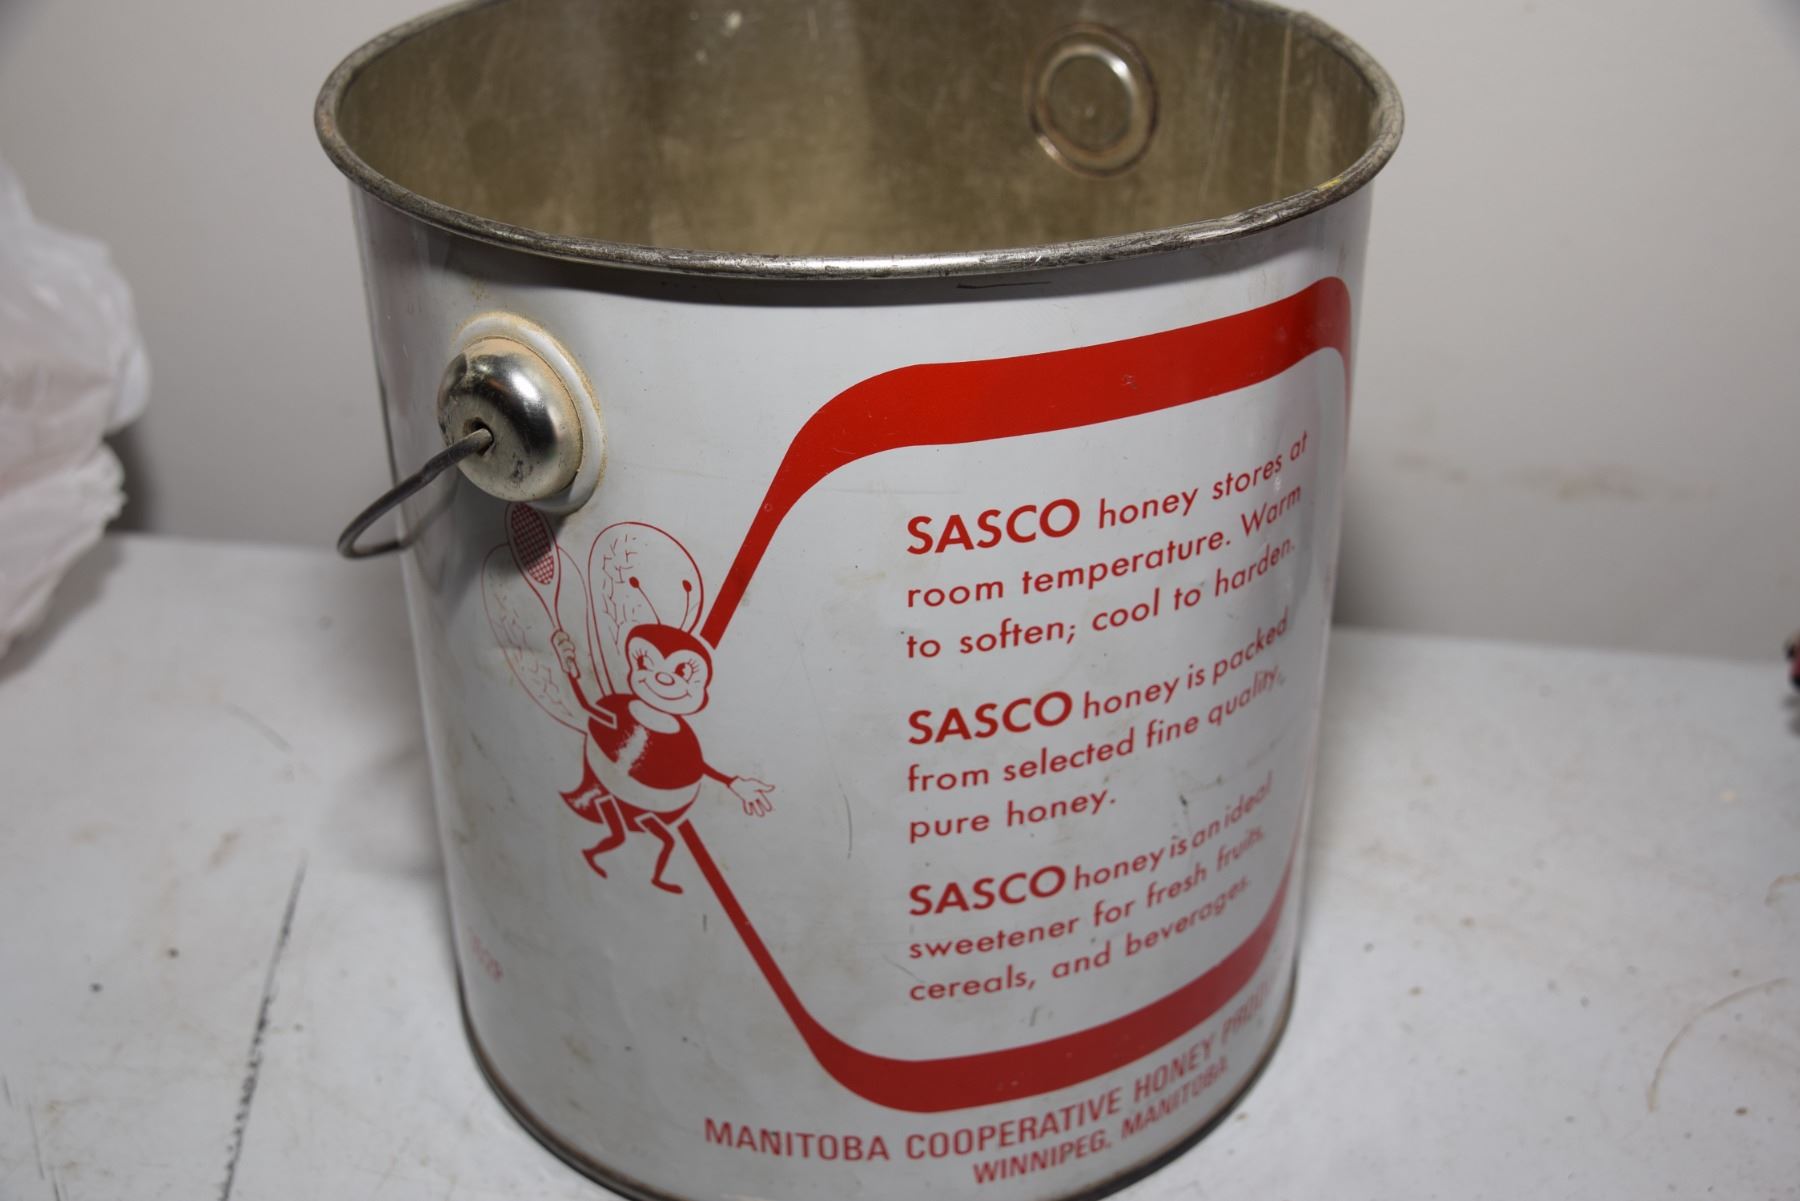 SASCO honey stores at
room temperature. Warm
to soften; cool to harden.
SASCO honey is packed
from selected fine quality,
pure honey.
SASCO honey is an ideal
sweetener for fresh fruits,
cereals, and beverages.
MANITOBA COOPERATIVE HONEY
WINNIPEG, MANITOBA